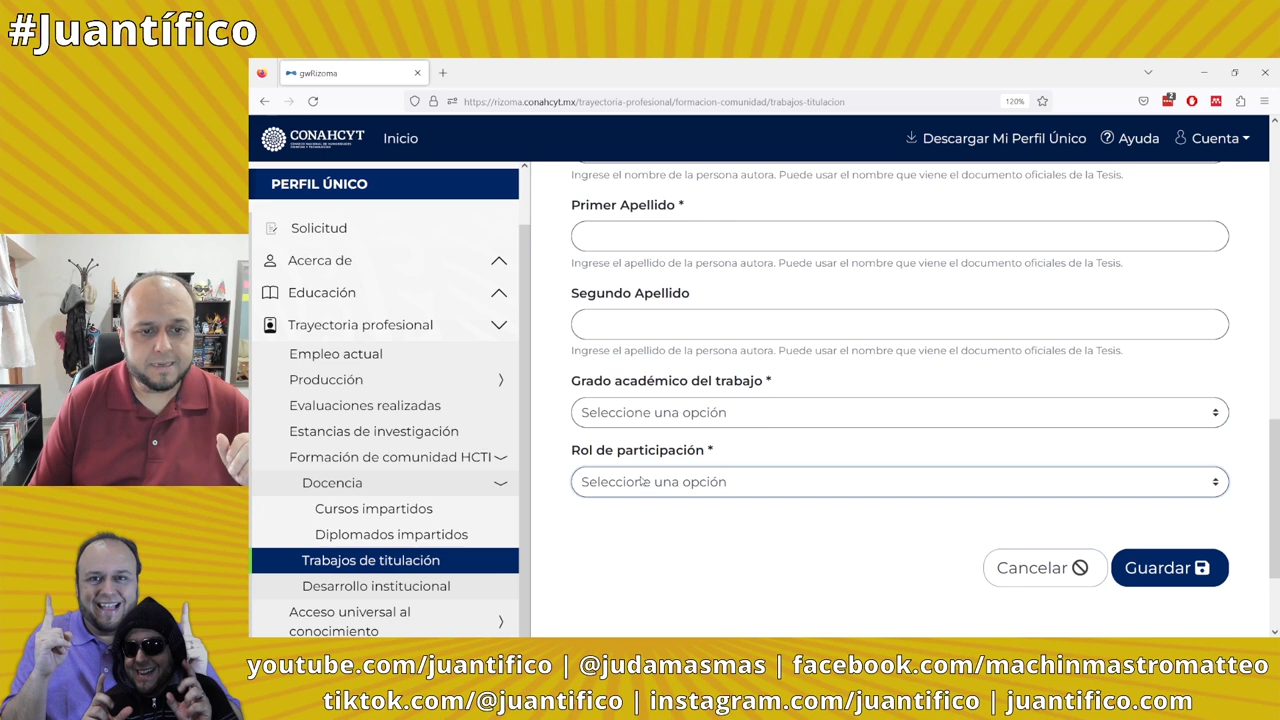 #Juantífico
gwRizoma
https://rizoma.conahcyt.mx/trayectoria-profesional/formacion-comunidad/trabajos-titulacion
120%
2
CONAHCYT
Inicio
Descargar Mi Perfil Único
Ayuda
Cuenta
PERFIL ÚNICO
Solicitud
Acerca de
Educación
Trayectoria profesional
Empleo actual
Producción
Evaluaciones realizadas
Estancias de investigación
Formación de comunidad HCTI
Docencia
Cursos impartidos
Diplomados impartidos
Trabajos de titulación
Desarrollo institucional
Acceso universal al
conocimiento
Ingrese el nombre de la persona autora. Puede usar el nombre que viene el documento oficiales de la Tesis.
Primer Apellido *
Ingrese el apellido de la persona autora. Puede usar el nombre que viene el documento oficiales de la Tesis.
Segundo Apellido
Ingrese el apellido de la persona autora. Puede usar el nombre que viene el documento oficiales de la Tesis.
Grado académico del trabajo *
Seleccione una opción
Rol de participación *
Seleccione una opción
Cancelar
Guardar
youtube.com/juantifico | @judamasmas | facebook.com/machinmastromatteo
tiktok.com/@juantifico | instagram.com/juantifico | juantifico.com